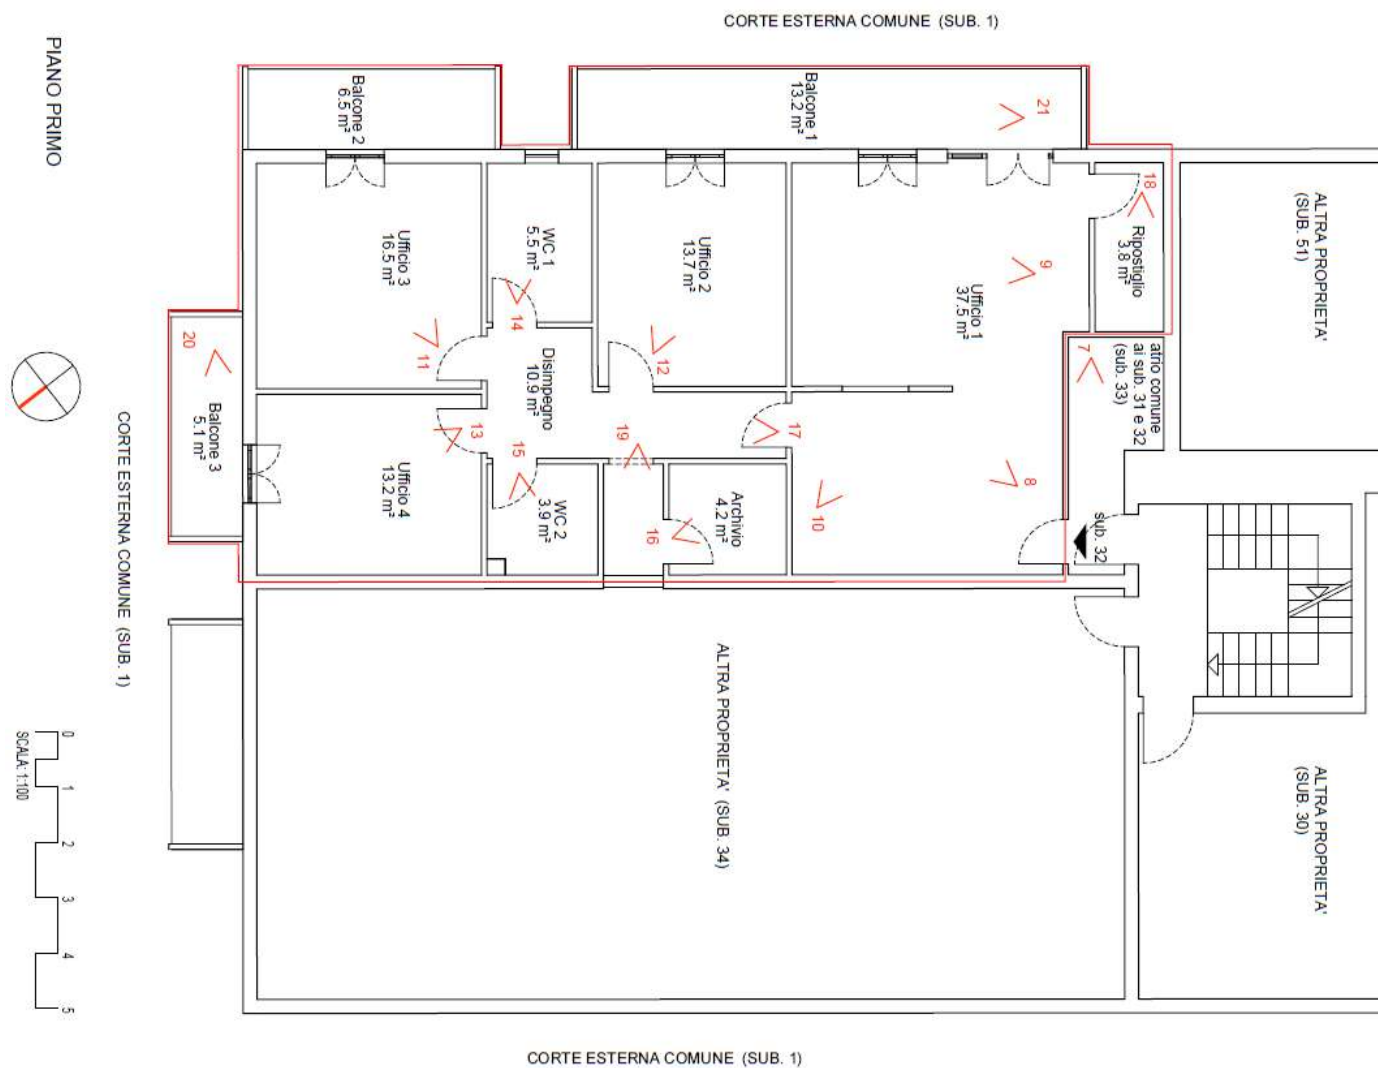 CORTE ESTERNA COMUNE (SUB. 1)
PIANO PRIMO
Balcone 2
6.5 m²
Balcone 1
13.2 m²
21
18
Ripostiglio
3.8 m²
ALTRA PROPRIETA'
(SUB. 51)
Ufficio 3
16.5 m²
WC 1
5.5 m²
Ufficio 2
13.7 m²
9
Ufficio 1
37.5 m²
14
20
11
12
Disimpegno
10.9 m²
7
atrio comune
ai sub. 31 e 32
(sub. 33)
Balcone 3
5.1 m²
13
19
17
15
Ufficio 4
13.2 m²
WC 2
3.9 m²
16
Archivio
4.2 m²
10
8
sub. 32
CORTE ESTERNA COMUNE (SUB. 1)
ALTRA PROPRIETA' (SUB. 34)
ALTRA PROPRIETA'
(SUB. 30)
0
1
2
3
4
5
SCALA: 1:100
CORTE ESTERNA COMUNE (SUB. 1)